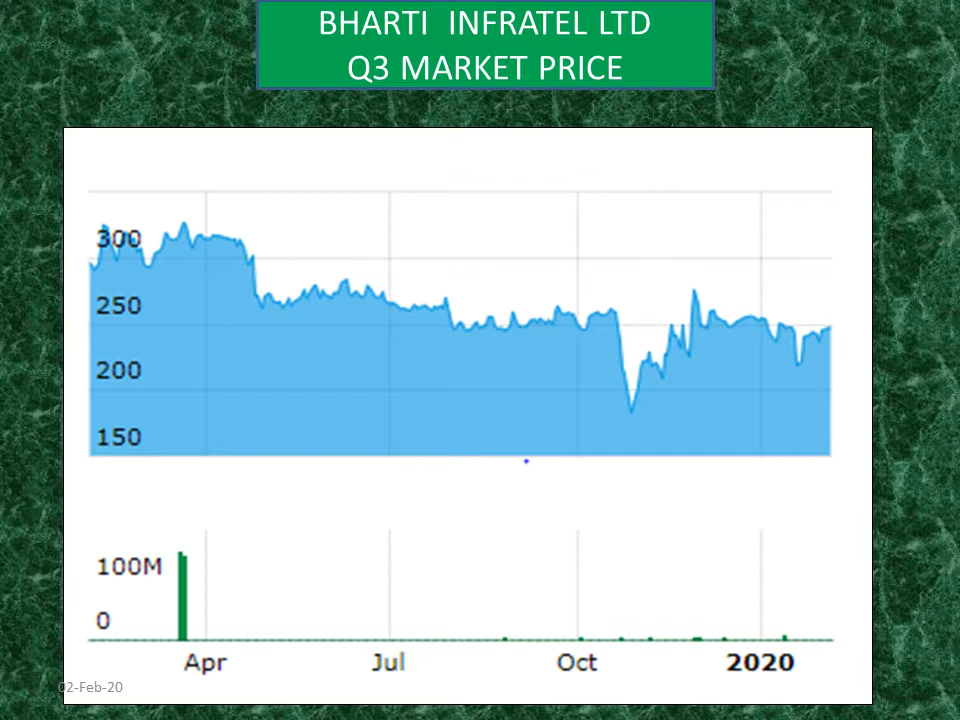 BHARTI  INFRATEL LTD
Q3 MARKET PRICE
300
250
200
150
100M
0
Apr Jul Oct 2020
02-Feb-20